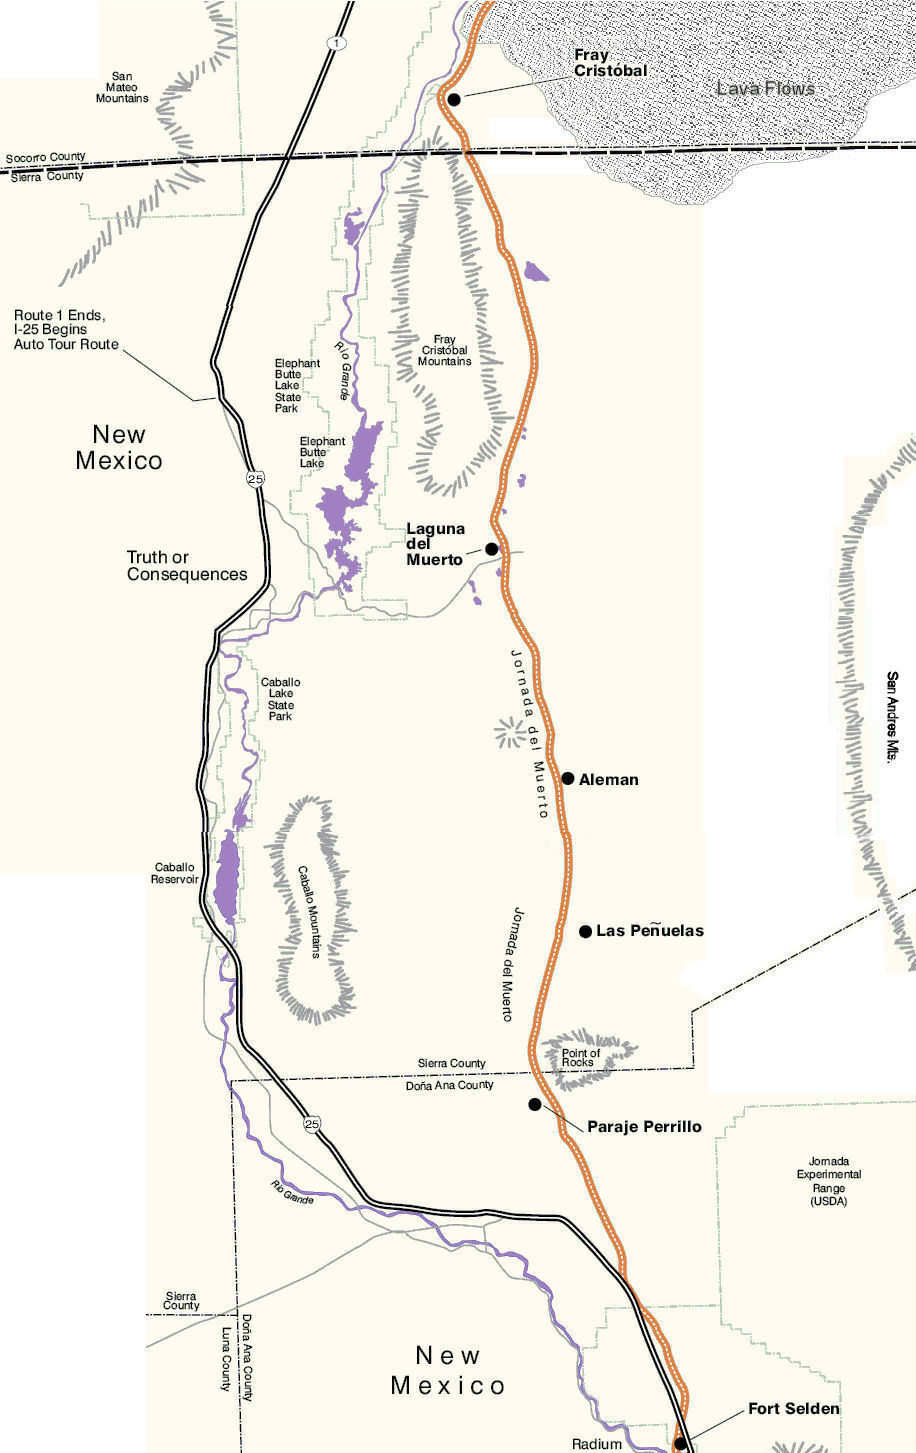 Fray
Cristóbal
1
San
Mateo
Mountains
Lava Flows
Socorro County
Sierra County
Route 1 Ends,
I-25 Begins
Auto Tour Route
Rio Grande
Fray
Cristóbal
Mountains
Elephant
Butte
Lake
State
Park
New
Mexico
Elephant
Butte
Lake
25
Laguna
del
Muerto
Truth or
Consequences
Jornada del Muerto
San Andres Mts.
Caballo
Lake
State
Park
Aleman
Caballo
Reservoir
Caballo Mountains
Jornada del Muerto
Las Peñuelas
Point of
Rocks
Sierra County
Doña Ana County
25
Paraje Perrillo
Jornada
Experimental
Range
(USDA)
Rio Grande
Sierra
County
Doña Ana County
Luna County
New
Mexico
Fort Selden
Radium